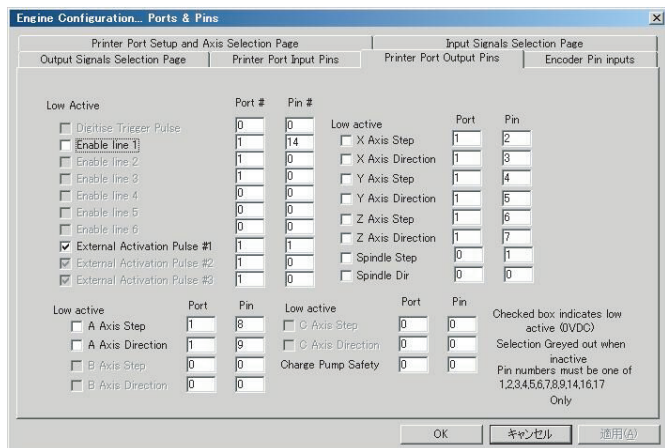 Engine Configuration... Ports & Pins
Printer Port Setup and Axis Selection Page
Input Signals Selection Page
Output Signals Selection Page
Printer Port Input Pins
Printer Port Output Pins
Encoder Pin inputs
Low Active Port # Pin #
Digitise Trigger Pulse 0 0
Enable line 1 1 14
Enable line 2 1 0
Enable line 3 1 0
Enable line 4 0 0
Enable line 5 0 0
Enable line 6 0 0
External Activation Pulse #1 1 1
External Activation Pulse #2 1 0
External Activation Pulse #3 1 0
Low active Port Pin
X Axis Step 1 2
X Axis Direction 1 3
Y Axis Step 1 4
Y Axis Direction 1 5
Z Axis Step 1 6
Z Axis Direction 1 7
Spindle Step 0 1
Spindle Dir 0 0
Low active Port Pin
A Axis Step 1 8
A Axis Direction 1 9
B Axis Step 0 0
B Axis Direction 0 0
Low active Port Pin
C Axis Step 0 0
C Axis Direction 0 0
Charge Pump Safety 0 0
Checked box indicates low
active (0VDC)
Selection Greyed out when
inactive
Pin numbers must be one of
1,2,3,4,5,6,7,8,9,14,16,17
Only
OK
キャンセル
適用(A)